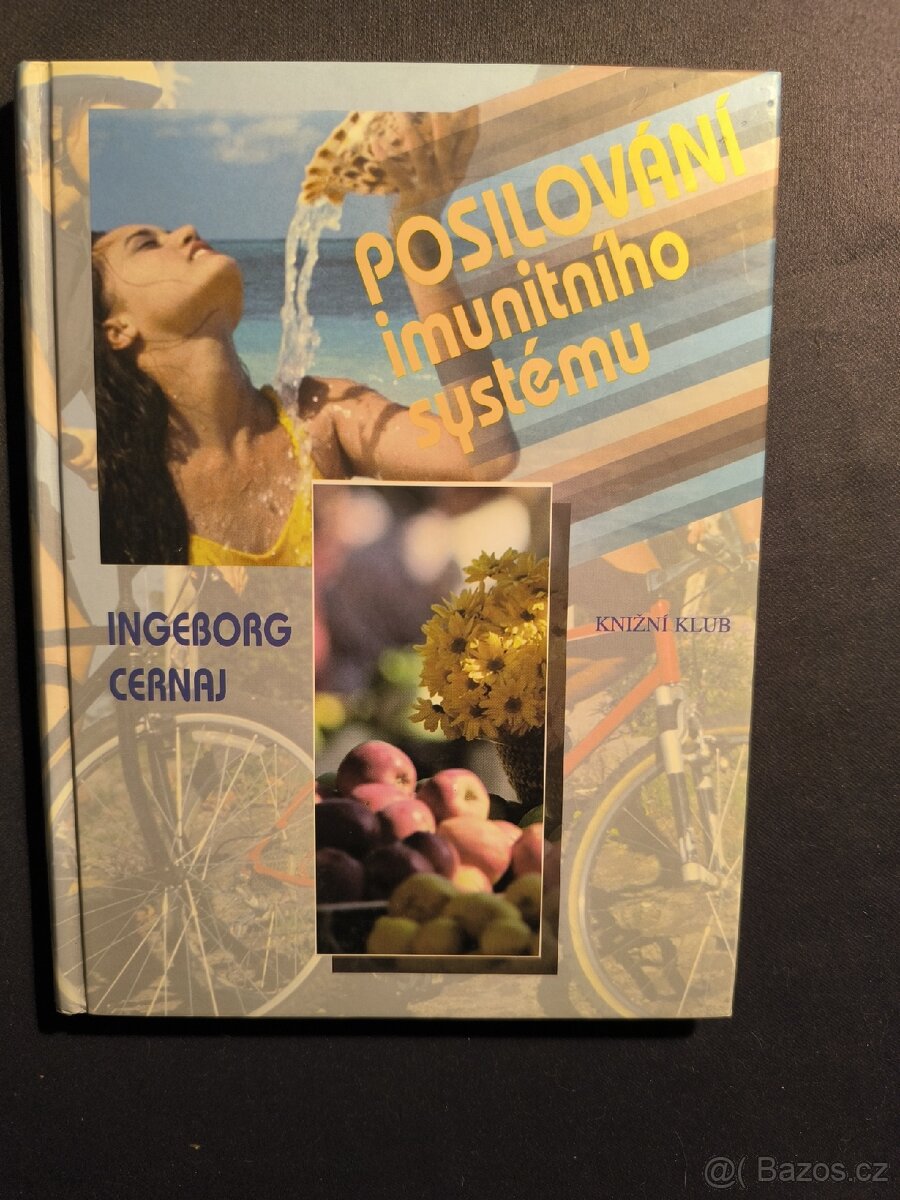 POSILOVÁNÍ
imunitního
systému
INGEBORG
CERNAJ
KNIŽNÍ KLUB
@( Bazos.cz